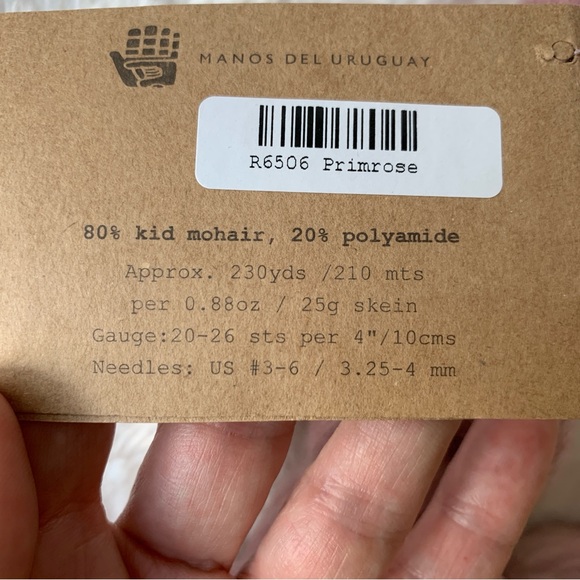 MANOS DEL URUGUAY
R6506 Primrose
80% kid mohair, 20% polyamide
Approx. 230yds /210 mts
per 0.88oz / 25g skein
Gauge:20-26 sts per 4"/10cms
Needles: US #3-6 / 3.25-4 mm